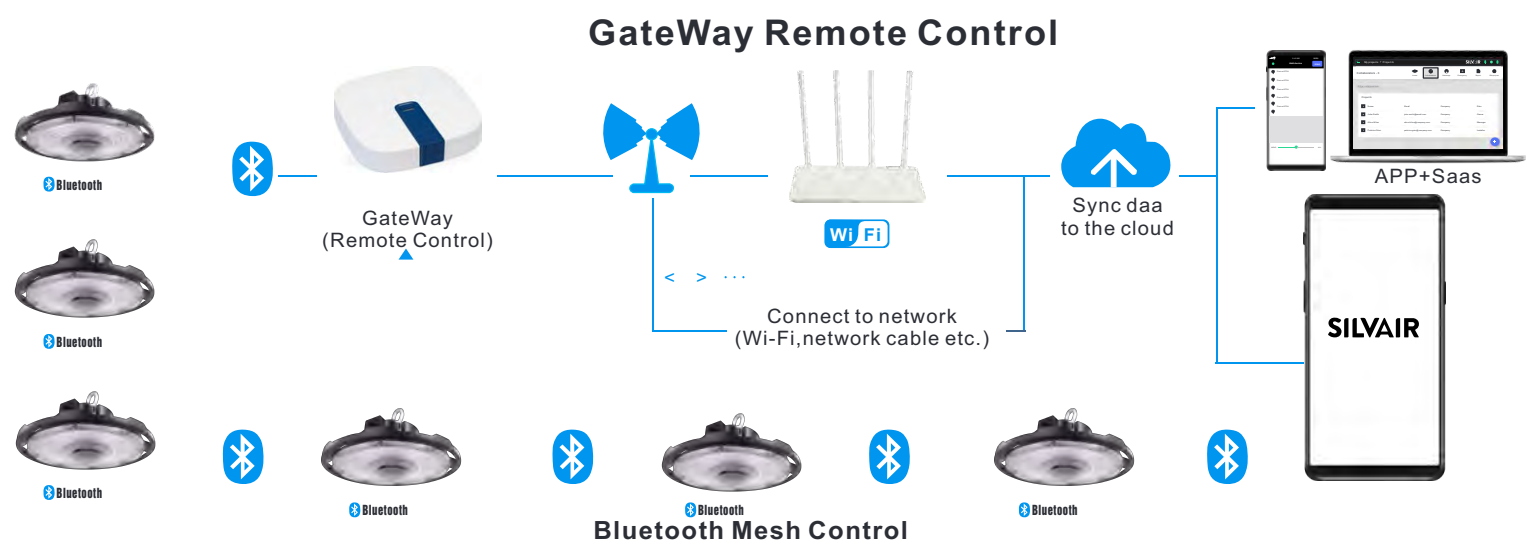 GateWay Remote Control
SILVAIR
APP+Saas
Bluetooth
GateWay
(Remote Control)
Wi Fi
Sync daa
to the cloud
Bluetooth
< > ···
Connect to network
(Wi-Fi,network cable etc.)
SILVAIR
Bluetooth
Bluetooth
Bluetooth
Bluetooth
Bluetooth Mesh Control